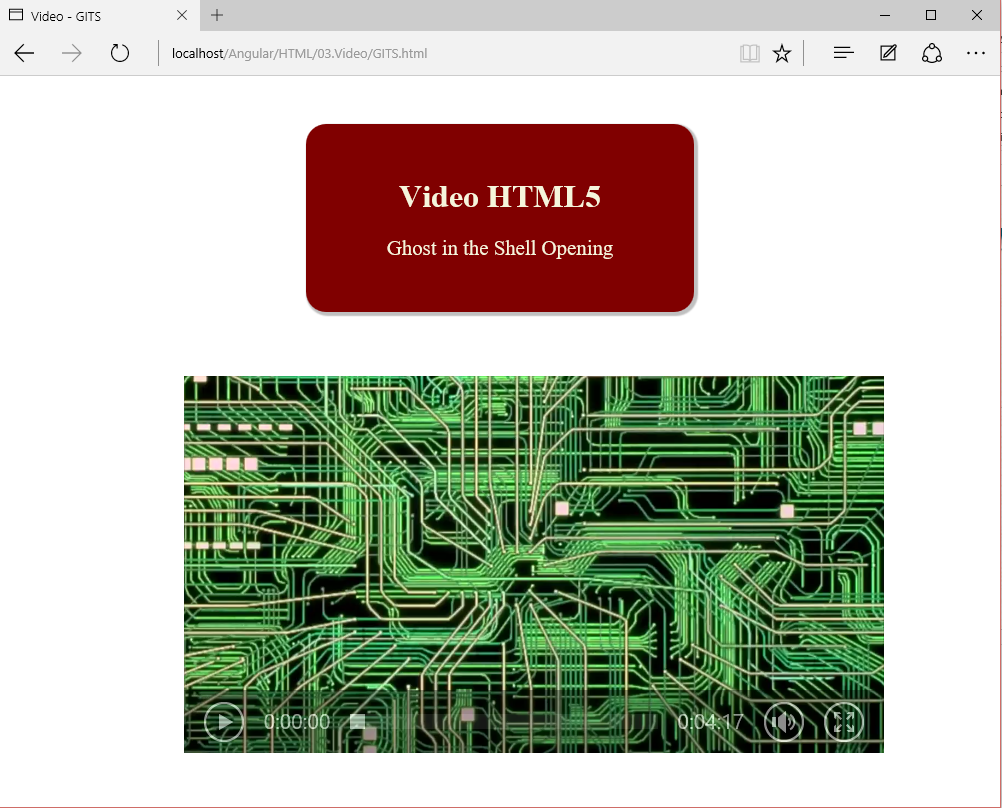 Video - GITS
localhost/Angular/HTML/03.Video/GITS.html
Video HTML5
Ghost in the Shell Opening
0:00:00
0:04:17